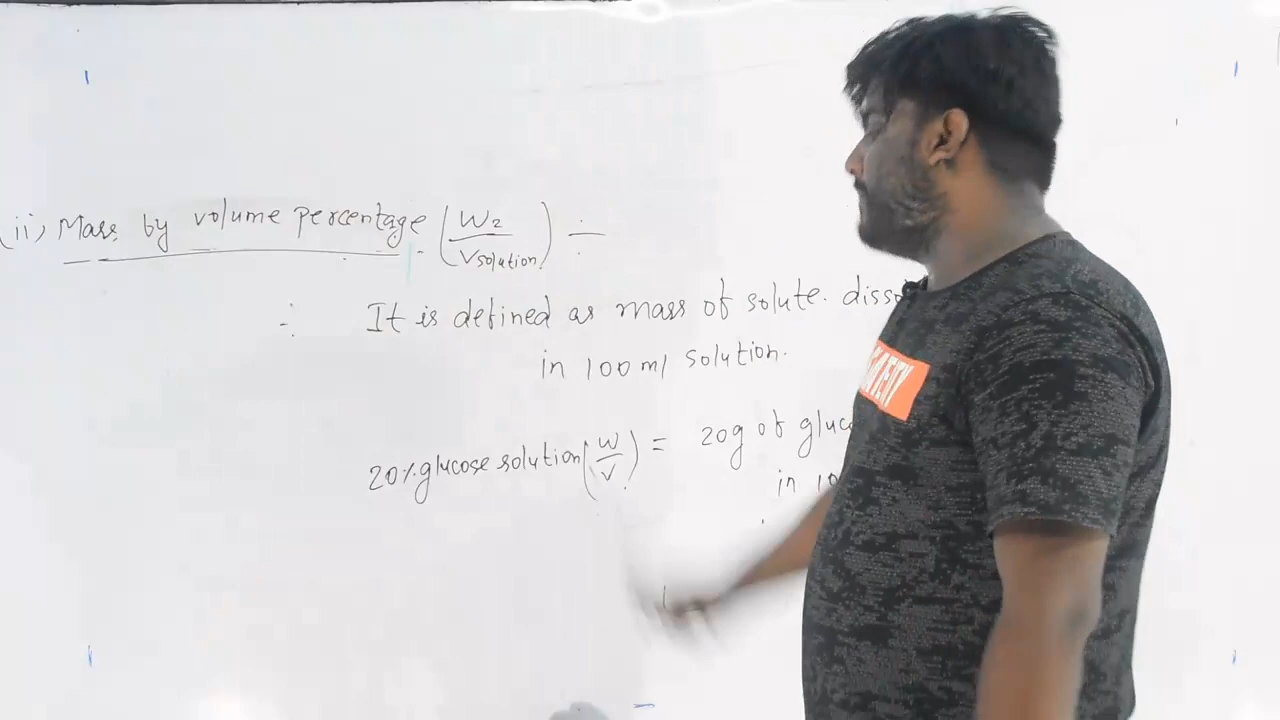 (ii) Mass by volume percentage (W2/Vsolution) ÷
It is defined as mass of solute. disso
in 100 ml solution.
20% glucose solution (W/V) = 20g of gluco
in 10